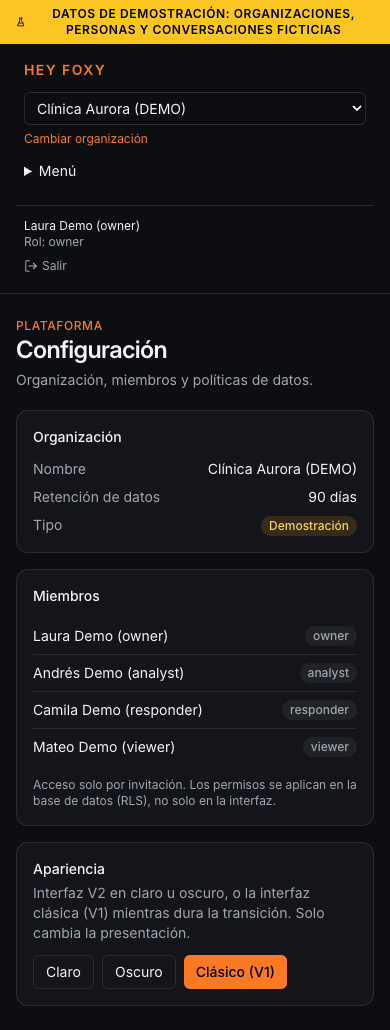 DATOS DE DEMOSTRACIÓN: ORGANIZACIONES,
PERSONAS Y CONVERSACIONES FICTICIAS
HEY FOXY
Clínica Aurora (DEMO)
Cambiar organización
Menú
Laura Demo (owner)
Rol: owner
Salir
PLATAFORMA
Configuración
Organización, miembros y políticas de datos.
Organización
Nombre Clínica Aurora (DEMO)
Retención de datos 90 días
Tipo Demostración
Miembros
Laura Demo (owner) owner
Andrés Demo (analyst) analyst
Camila Demo (responder) responder
Mateo Demo (viewer) viewer
Acceso solo por invitación. Los permisos se aplican en la
base de datos (RLS), no solo en la interfaz.
Apariencia
Interfaz V2 en claro u oscuro, o la interfaz
clásica (V1) mientras dura la transición. Solo
cambia la presentación.
Claro Oscuro Clásico (V1)